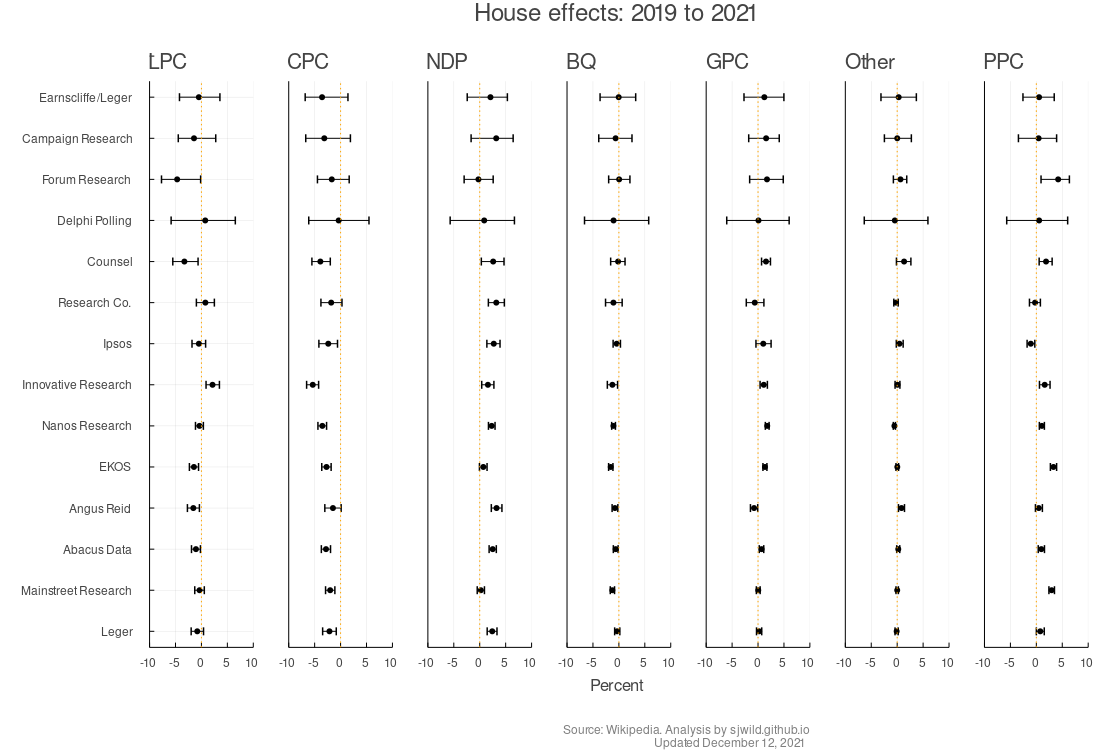 House effects: 2019 to 2021
LPC CPC NDP BQ GPC Other PPC
Earnscliffe/Leger
Campaign Research
Forum Research
Delphi Polling
Counsel
Research Co.
Ipsos
Innovative Research
Nanos Research
EKOS
Angus Reid
Abacus Data
Mainstreet Research
Leger
-10 -5 0 5 10 -10 -5 0 5 10 -10 -5 0 5 10 -10 -5 0 5 10 -10 -5 0 5 10 -10 -5 0 5 10 -10 -5 0 5 10
Percent
Source: Wikipedia. Analysis by sjwild.github.io
Updated December 12, 2021